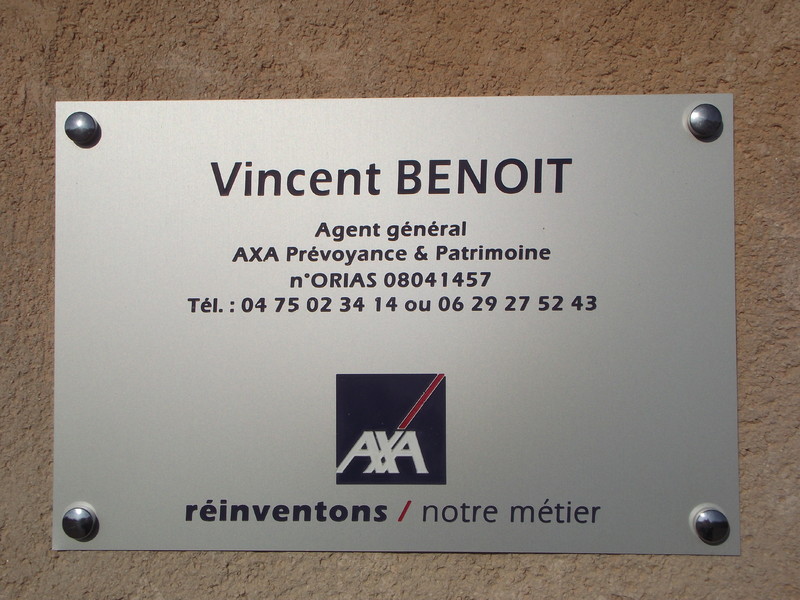 Vincent BENOIT
Agent général
AXA Prévoyance & Patrimoine
n°ORIAS 08041457
Tél. : 04 75 02 34 14 ou 06 29 27 52 43
AXA
réinventons / notre métier